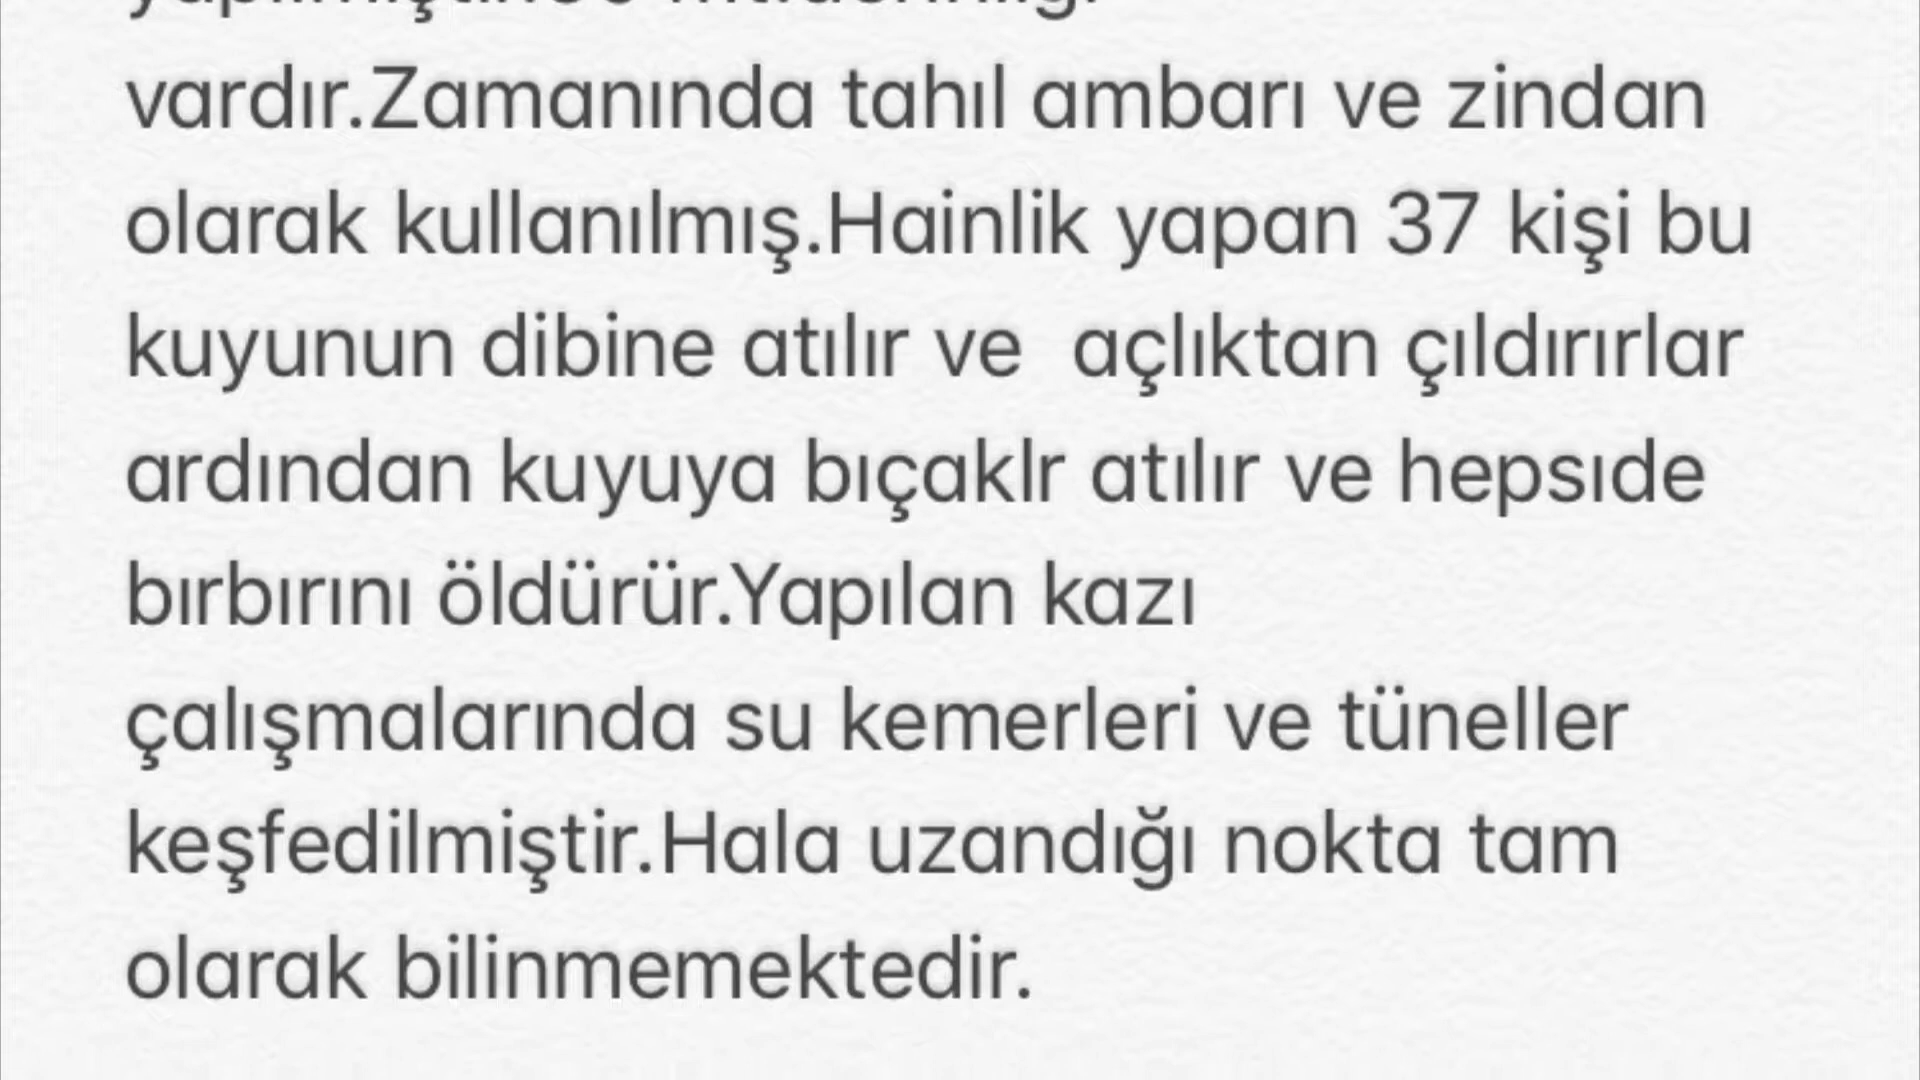 vardır.Zamanında tahıl ambarı ve zindan
olarak kullanılmış.Hainlik yapan 37 kişi bu
kuyunun dibine atılır ve  açlıktan çıldırırlar
ardından kuyuya bıçaklr atılır ve hepsıde
bırbırını öldürür.Yapılan kazı
çalışmalarında su kemerleri ve tüneller
keşfedilmiştir.Hala uzandığı nokta tam
olarak bilinmemektedir.